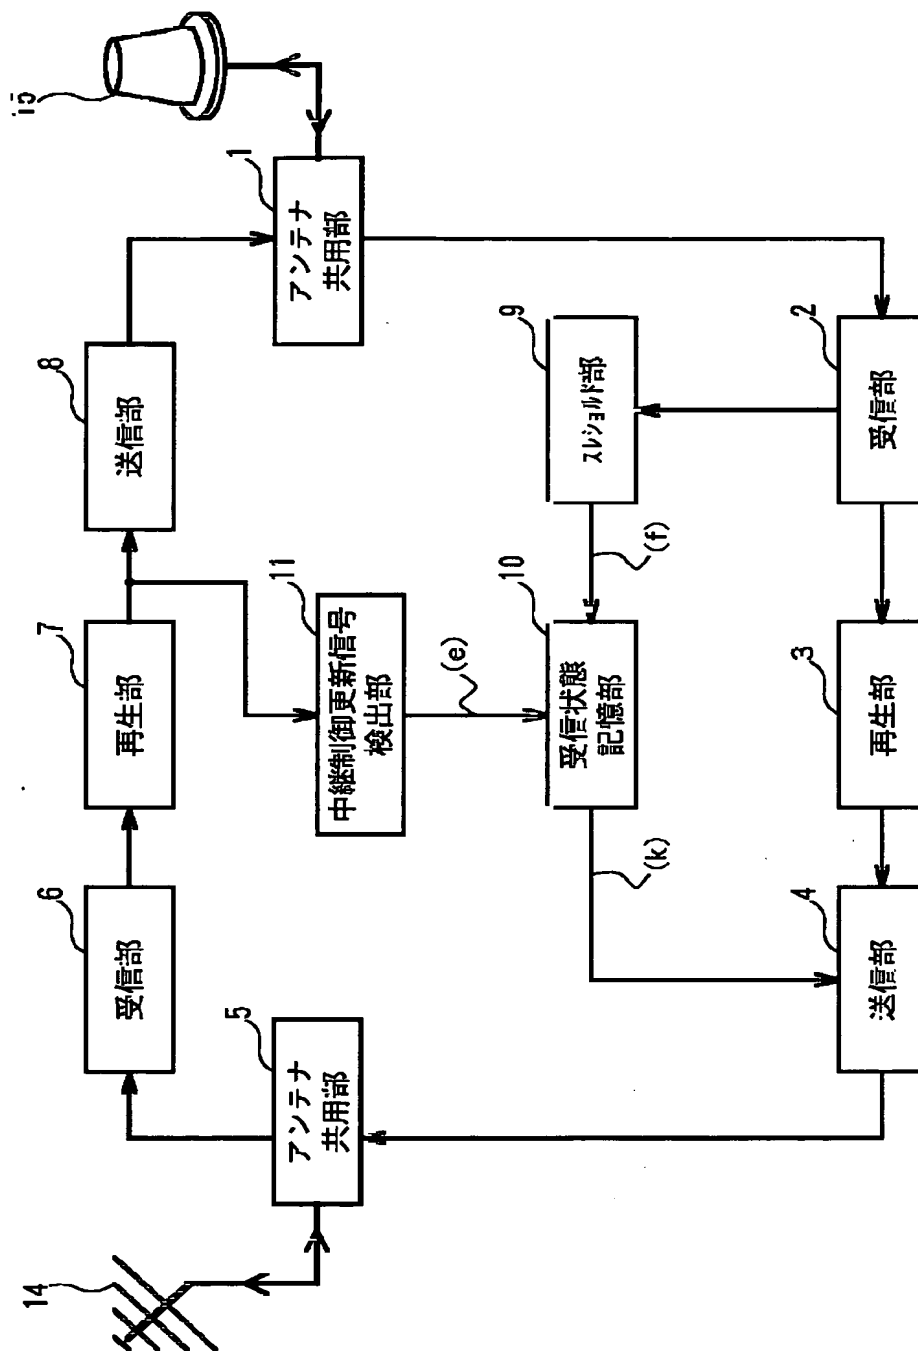 14
5
アンテナ
共用部
6
受信部
7
再生部
8
送信部
1
アンテナ
共用部
15
11
中継制御更新信号
検出部
(e)
10
受信状態
記憶部
(f)
9
スレショルド部
(k)
4
送信部
3
再生部
2
受信部